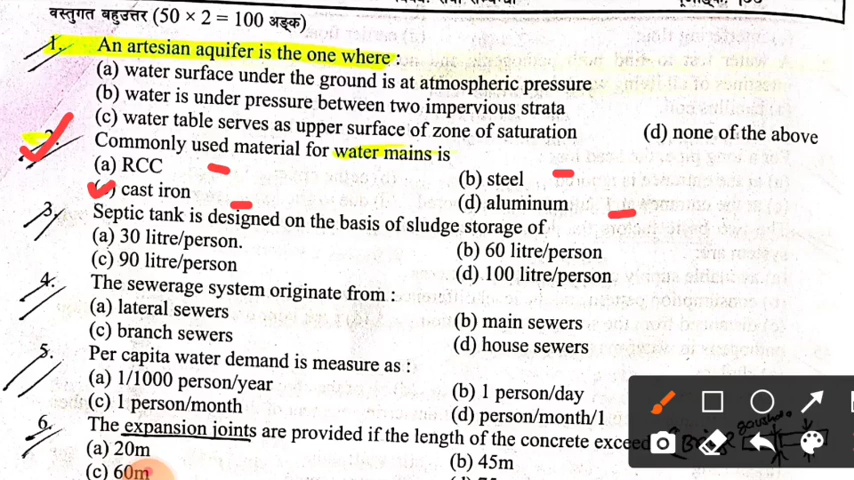 वस्तुगत बहुउत्तर (50 × 2 = 100 अङ्क)
1. An artesian aquifer is the one where :
(a) water surface under the ground is at atmospheric pressure
(b) water is under pressure between two impervious strata
(c) water table serves as upper surface of zone of saturation (d) none of the above
Commonly used material for water mains is
(a) RCC (b) steel
cast iron (d) aluminum
3. Septic tank is designed on the basis of sludge storage of
(a) 30 litre/person. (b) 60 litre/person
(c) 90 litre/person (d) 100 litre/person
4. The sewerage system originate from :
(a) lateral sewers (b) main sewers
(c) branch sewers (d) house sewers
5. Per capita water demand is measure as :
(a) 1/1000 person/year (b) 1 person/day
(c) 1 person/month (d) person/month/1
6. The expansion joints are provided if the length of the concrete exceed
(a) 20m (b) 45m
(c) 60m